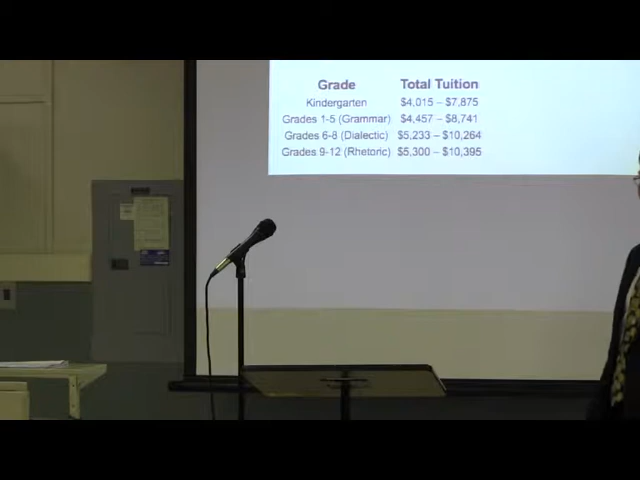 Grade Total Tuition
Kindergarten $4,015 – $7,875
Grades 1-5 (Grammar) $4,457 – $8,741
Grades 6-8 (Dialectic) $5,233 – $10,264
Grades 9-12 (Rhetoric) $5,300 – $10,395